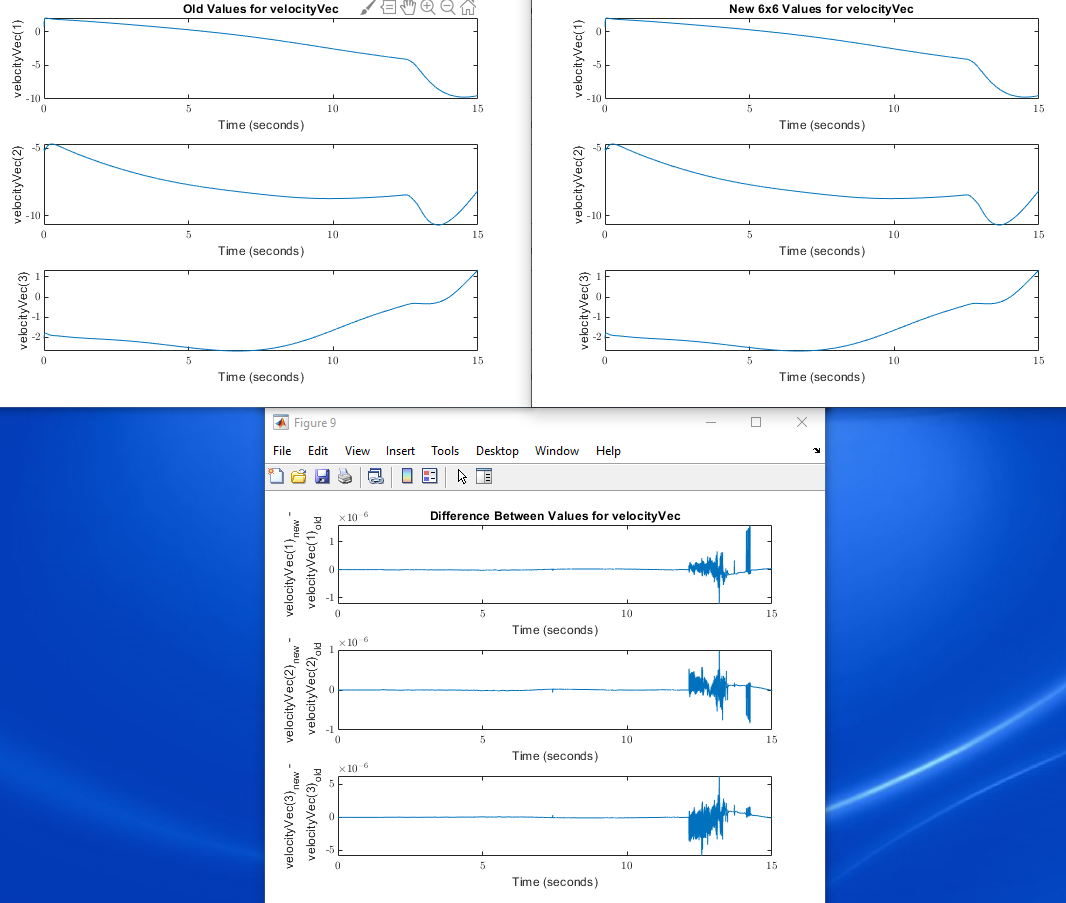 Old Values for velocityVec
velocityVec(1)
0
-5
-10
0 5 10 15
Time (seconds)
velocityVec(2)
-5
-10
0 5 10 15
Time (seconds)
velocityVec(3)
1
0
-1
-2
0 5 10 15
Time (seconds)
New 6x6 Values for velocityVec
velocityVec(1)
0
-5
-10
0 5 10 15
Time (seconds)
velocityVec(2)
-5
-10
0 5 10 15
Time (seconds)
velocityVec(3)
1
0
-1
-2
0 5 10 15
Time (seconds)
Figure 9
File Edit View Insert Tools Desktop Window Help
Difference Between Values for velocityVec
velocityVec(1)new -
velocityVec(1)old
×10⁻⁶
1
0
-1
0 5 10 15
Time (seconds)
velocityVec(2)new -
velocityVec(2)old
×10⁻⁶
1
0
-1
0 5 10 15
Time (seconds)
velocityVec(3)new -
velocityVec(3)old
×10⁻⁶
5
0
-5
0 5 10 15
Time (seconds)